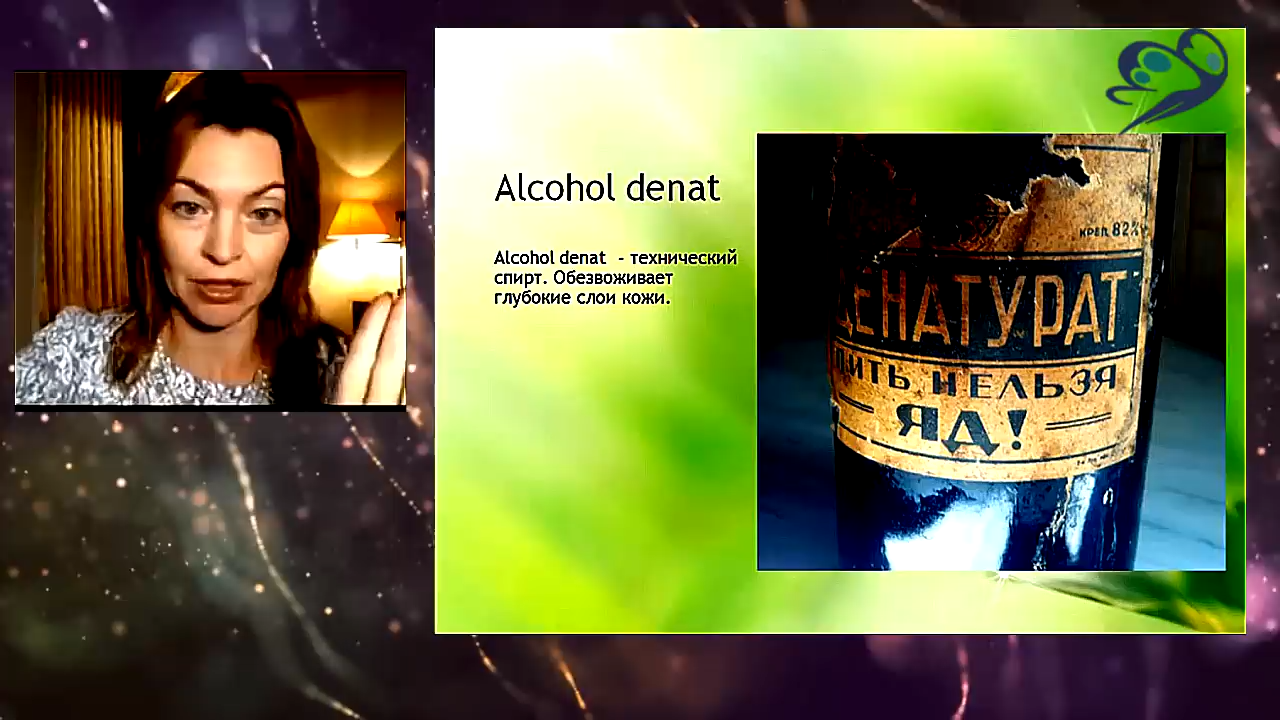 Alcohol denat
Alcohol denat - технический
спирт. Обезвоживает
глубокие слои кожи.
КРЕП. 82%
ДЕНАТУРАТ
ПИТЬ НЕЛЬЗЯ
ЯД!